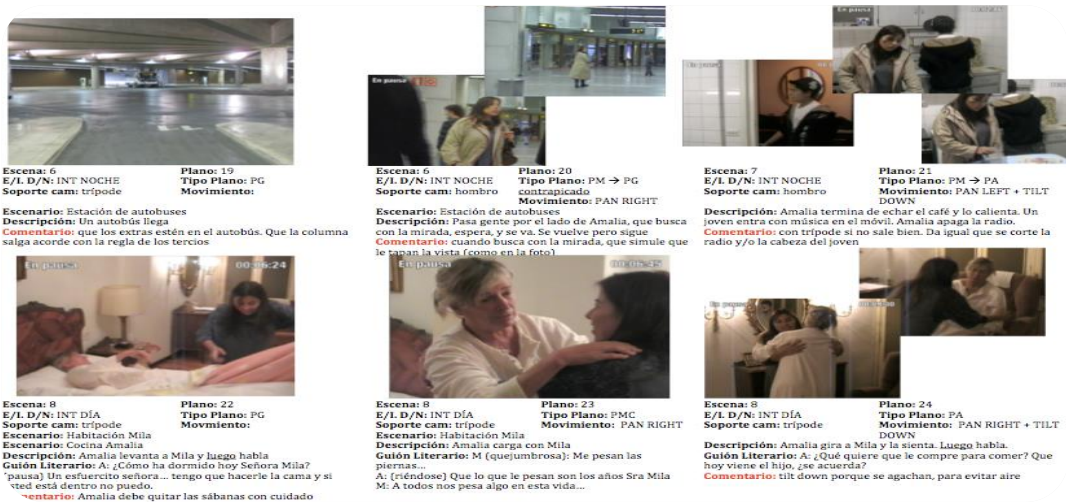 Escena: 6 Plano: 19
E/I. D/N: INT NOCHE Tipo Plano: PG
Soporte cam: trípode Movimiento:
Escenario: Estación de autobuses
Descripción: Un autobús llega
Comentario: que los extras estén en el autobús. Que la columna
salga acorde con la regla de los tercios
En pausa
Escena: 6 Plano: 20
E/I. D/N: INT NOCHE Tipo Plano: PM → PG
Soporte cam: hombro contrapicado
Movimiento: PAN RIGHT
Escenario: Estación de autobuses
Descripción: Pasa gente por el lado de Amalia, que busca
con la mirada, espera, y se va. Se vuelve pero sigue
Comentario: cuando busca con la mirada, que simule que
le tapan la vista (como en la foto)
En pausa
En pausa
Escena: 7 Plano: 21
E/I. D/N: INT NOCHE Tipo Plano: PM → PA
Soporte cam: hombro Movimiento: PAN LEFT + TILT
DOWN
Descripción: Amalia termina de echar el café y lo calienta. Un
joven entra con música en el móvil. Amalia apaga la radio.
Comentario: con trípode si no sale bien. Da igual que se corte la
radio y/o la cabeza del joven
En pausa 00:06:24
Escena: 8 Plano: 22
E/I. D/N: INT DÍA Tipo Plano: PG
Soporte cam: trípode Movmiento:
Escenario: Habitación Mila
Escenario: Cocina Amalia
Descripción: Amalia levanta a Mila y luego habla
Guión Literario: A: ¿Cómo ha dormido hoy Señora Mila?
pausa) Un esfuercito señora... tengo que hacerle la cama y si
sted está dentro no puedo.
entario: Amalia debe quitar las sábanas con cuidado
En pausa 00:06:45
Escena: 8 Plano: 23
E/I. D/N: INT DÍA Tipo Plano: PMC
Soporte cam: trípode Movimiento: PAN RIGHT
Escenario: Habitación Mila
Descripción: Amalia carga con Mila
Guión Literario: M (quejumbrosa): Me pesan las
piernas...
A: (riéndose) Que lo que le pesan son los años Sra Mila
M: A todos nos pesa algo en esta vida...
En pausa
Escena: 8 Plano: 24
E/I. D/N: INT DÍA Tipo Plano: PA
Soporte cam: trípode Movimiento: PAN RIGHT + TILT
DOWN
Descripción: Amalia gira a Mila y la sienta. Luego habla.
Guión Literario: A: ¿Qué quiere que le compre para comer? Que
hoy viene el hijo, ¿se acuerda?
Comentario: tilt down porque se agachan, para evitar aire